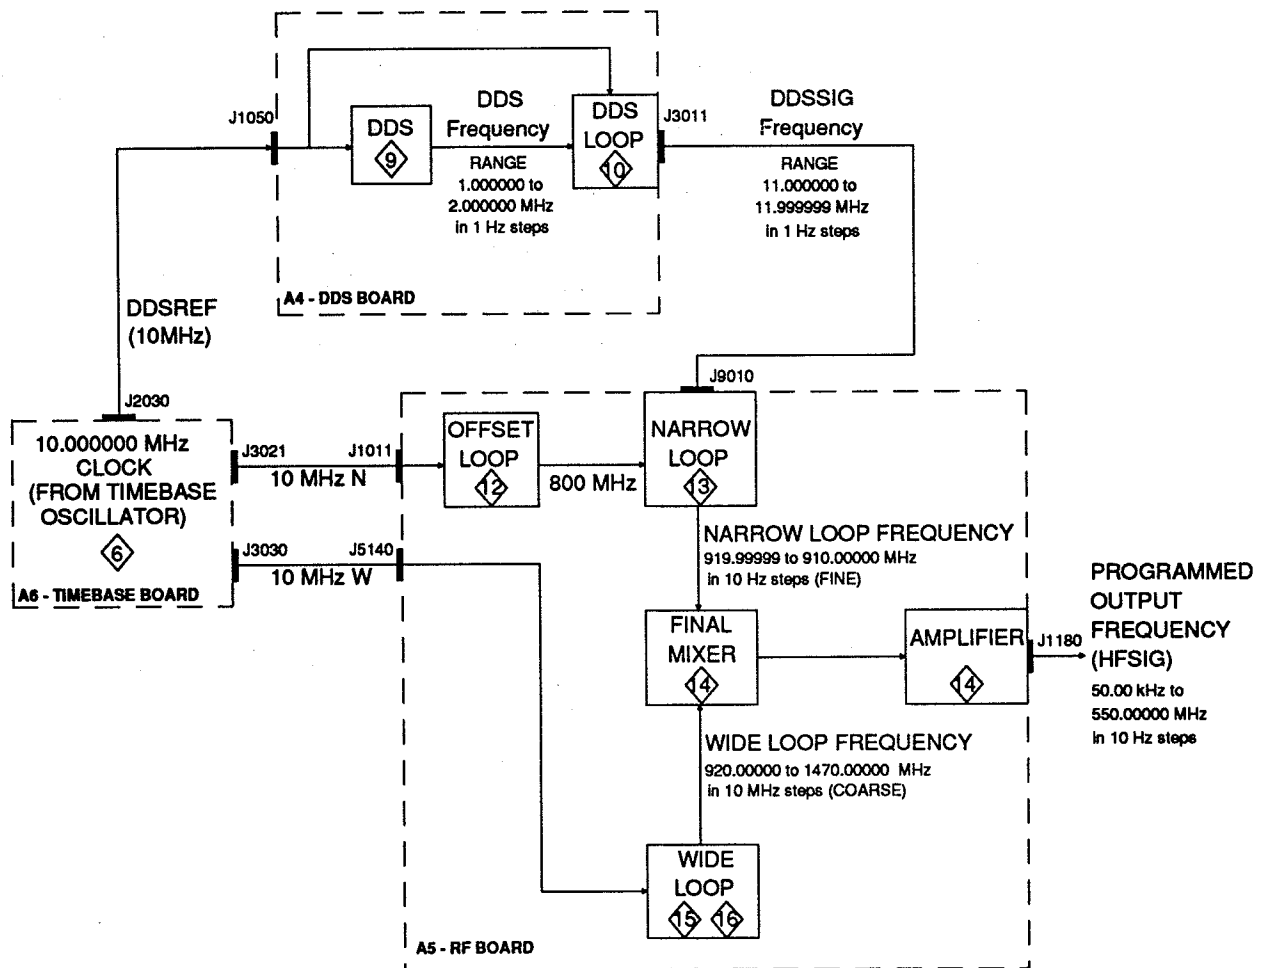 J1050
DDS
9
DDS
Frequency
RANGE
1.000000 to
2.000000 MHz
in 1 Hz steps
DDS
LOOP
10
J3011
DDSSIG
Frequency
RANGE
11.000000 to
11.999999 MHz
in 1 Hz steps
A4 - DDS BOARD
DDSREF
(10MHz)
J2030
10.000000 MHz
CLOCK
(FROM TIMEBASE
OSCILLATOR)
6
A6 - TIMEBASE BOARD
J3021
J1011
10 MHz N
J3030
J5140
10 MHz W
OFFSET
LOOP
12
800 MHz
J9010
NARROW
LOOP
13
NARROW LOOP FREQUENCY
919.99999 to 910.00000 MHz
in 10 Hz steps (FINE)
FINAL
MIXER
14
AMPLIFIER
14
J1180
PROGRAMMED
OUTPUT
FREQUENCY
(HFSIG)
50.00 kHz to
550.00000 MHz
in 10 Hz steps
WIDE LOOP FREQUENCY
920.00000 to 1470.00000 MHz
in 10 MHz steps (COARSE)
WIDE
LOOP
15 16
A5 - RF BOARD